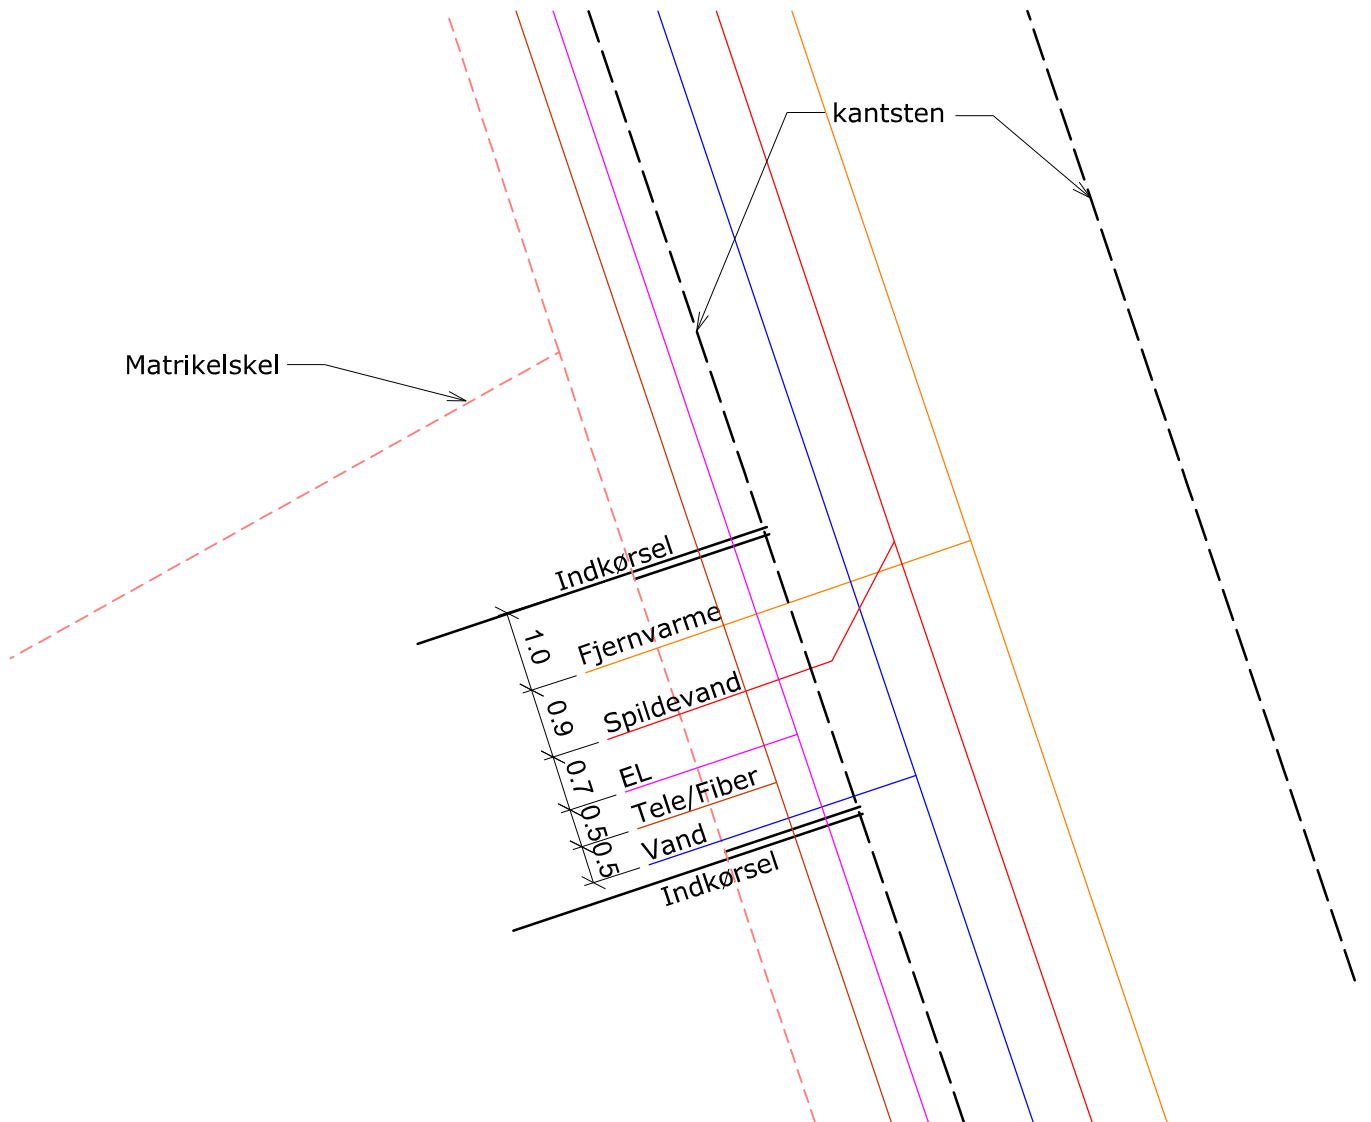 kantsten
Matrikelskel
Indkørsel
1.0
Fjernvarme
0.9
Spildevand
0.7
EL
0.5
Tele/Fiber
0.5
Vand
Indkørsel